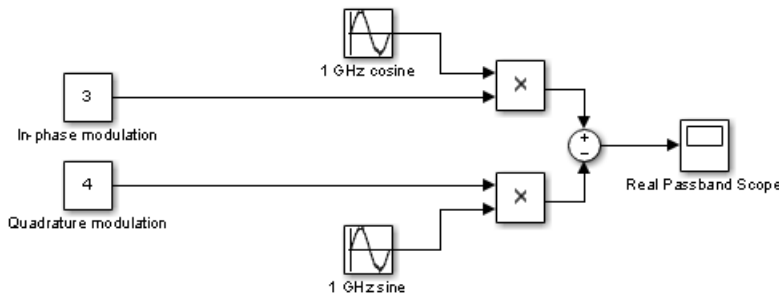 1 GHz cosine
×
3
In-phase modulation
+
−
Real Passband Scope
4
×
Quadrature modulation
1 GHz sine